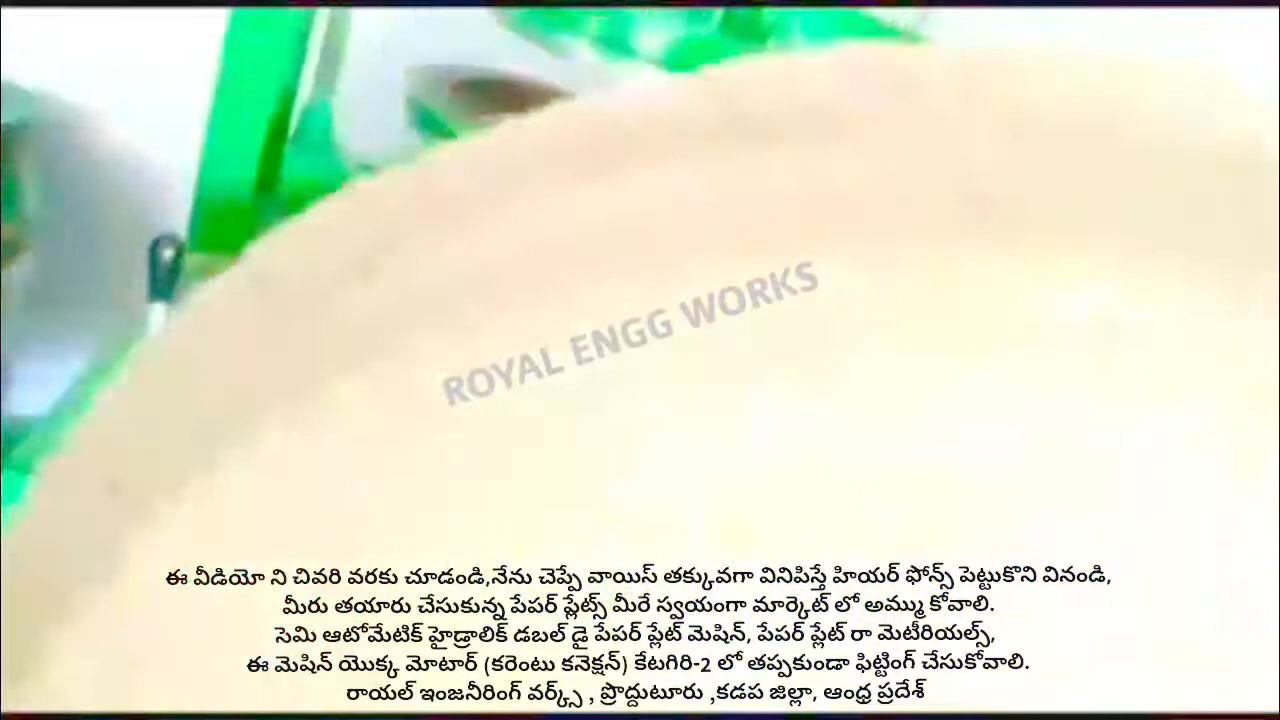 ROYAL ENGG WORKS
ఈ వీడియో ని చివరి వరకు చూడండి,నేను చెప్పే వాయిస్ తక్కువగా వినిపిస్తే హియర్ ఫోన్స్ పెట్టుకొని వినండి,
మీరు తయారు చేసుకున్న పేపర్ ప్లేట్స్ మీరే స్వయంగా మార్కెట్ లో అమ్ము కోవాలి.
సెమి ఆటోమేటిక్ హైడ్రాలిక్ డబల్ డై పేపర్ ప్లేట్ మెషిన్, పేపర్ ప్లేట్ రా మెటీరియల్స్,
ఈ మెషిన్ యొక్క మోటార్ (కరెంటు కనెక్షన్) కేటగిరి-2 లో తప్పకుండా ఫిట్టింగ్ చేసుకోవాలి.
రాయల్ ఇంజనీరింగ్ వర్క్స్ , ప్రొద్దుటూరు ,కడప జిల్లా, ఆంధ్ర ప్రదేశ్